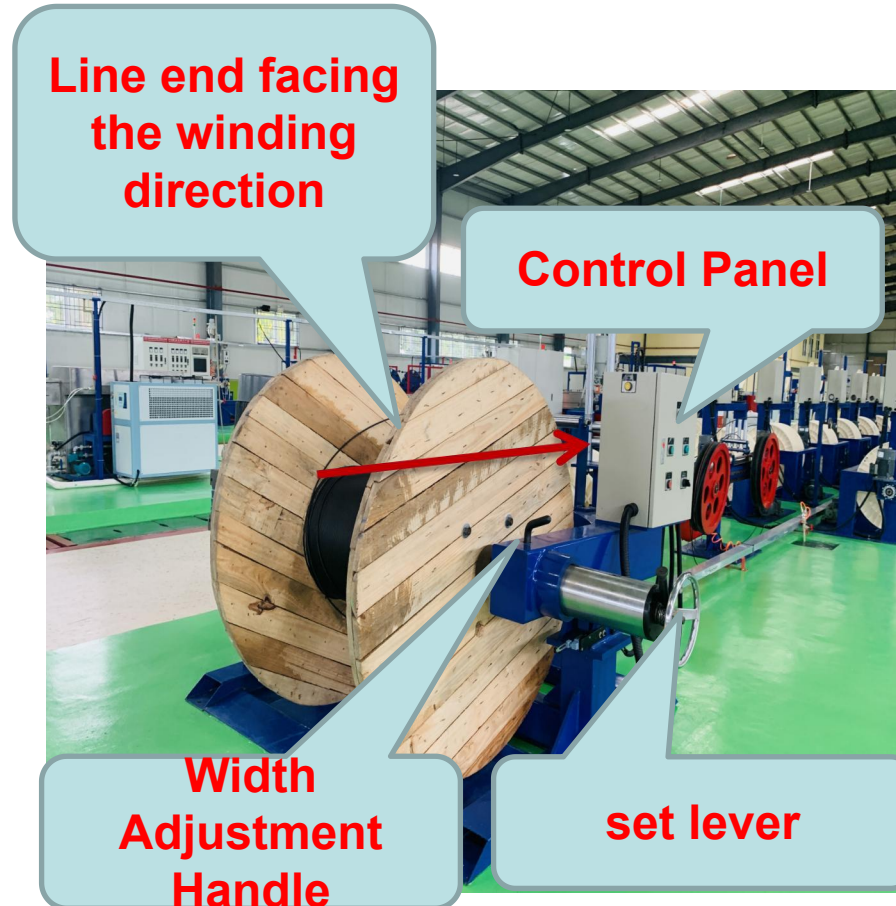 Line end facing
the winding
direction
Control Panel
Width
Adjustment
Handle
set lever